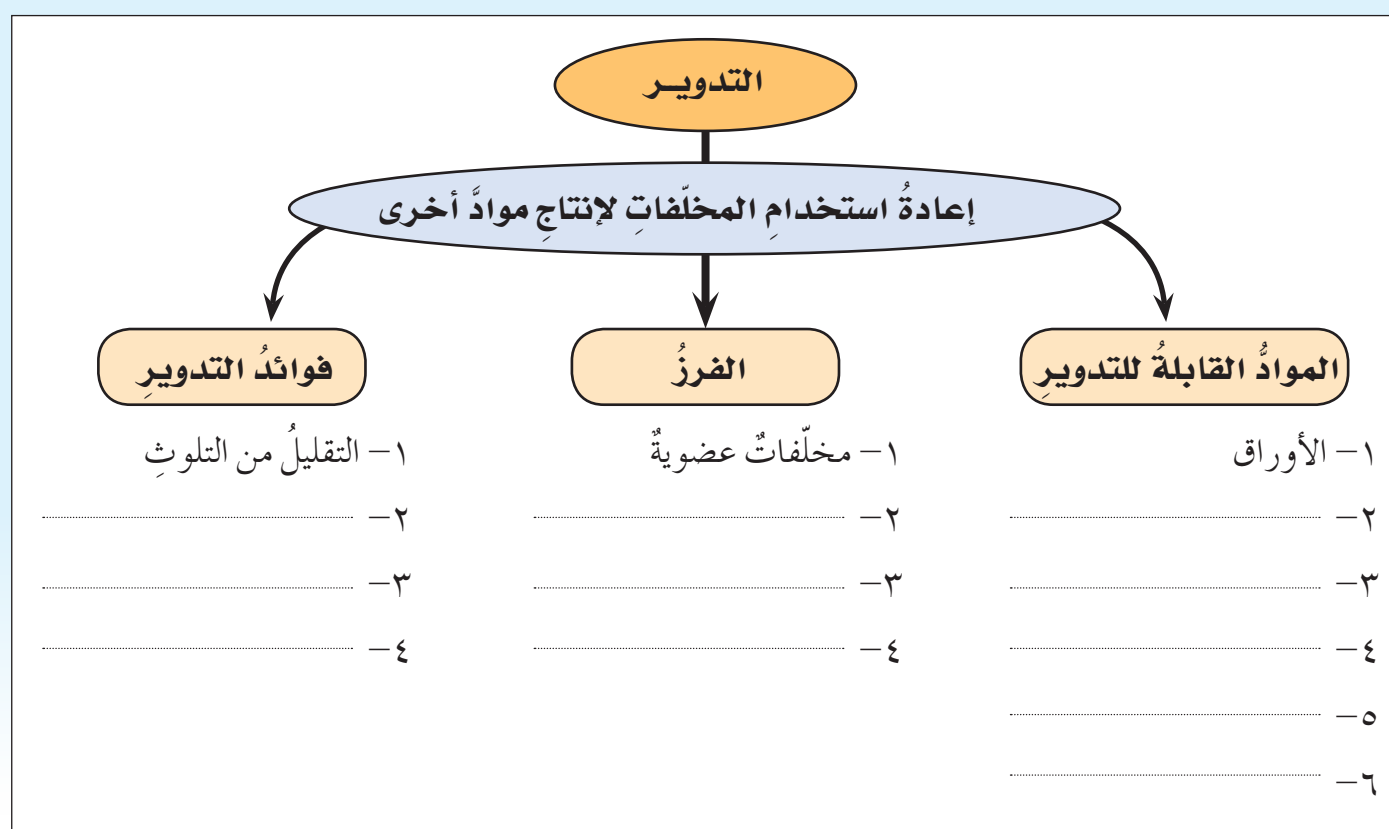 التدويـر
إعادةُ استخدامِ المخلّفاتِ لإنتاجِ موادَّ أخرى
الموادُّ القابلةُ للتدويرِ
١– الأوراق
٢– ........
٣– ........
٤– ........
٥– ........
٦– ........
الفرزُ
١– مخلّفاتٌ عضويةٌ
٢– ........
٣– ........
٤– ........
فوائدُ التدويرِ
١– التقليلُ من التلوثِ
٢– ........
٣– ........
٤– ........